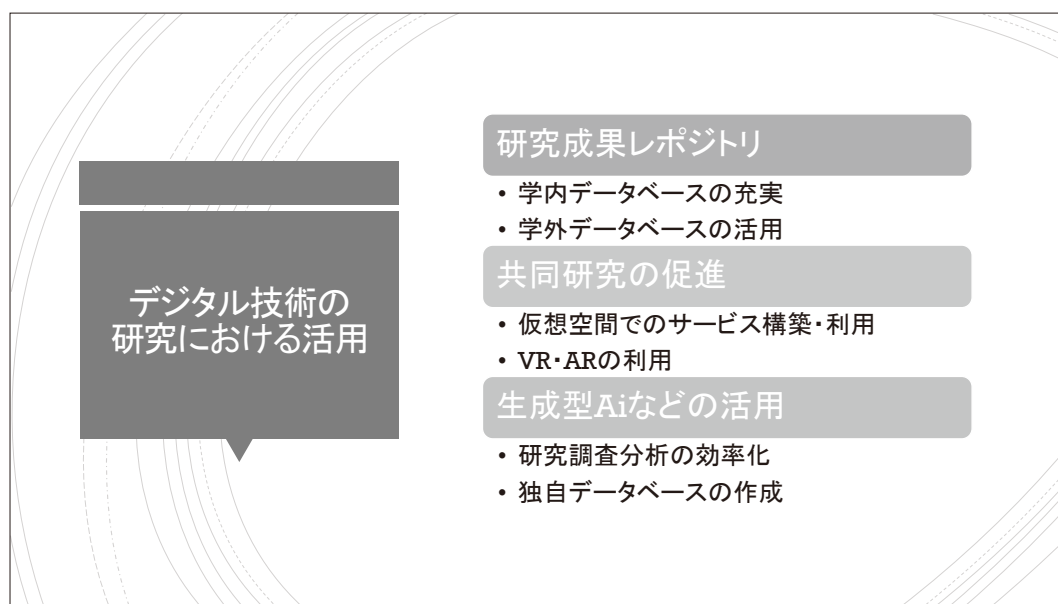 デジタル技術の
研究における活用
研究成果レポジトリ
• 学内データベースの充実
• 学外データベースの活用
共同研究の促進
• 仮想空間でのサービス構築・利用
• VR・ARの利用
生成型Aiなどの活用
• 研究調査分析の効率化
• 独自データベースの作成